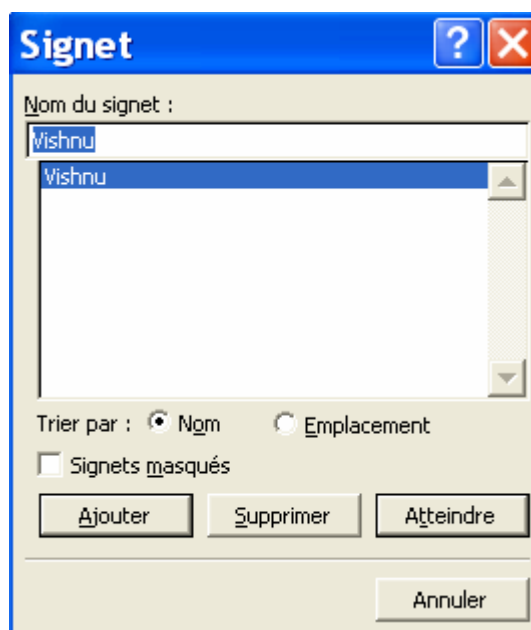 Signet
Nom du signet :
Vishnu
Vishnu
Trier par : Nom Emplacement
Signets masqués
Ajouter Supprimer Atteindre
Annuler